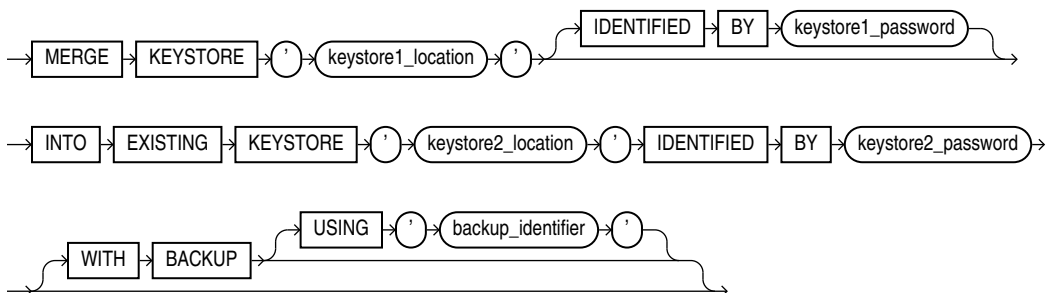 IDENTIFIED BY keystore1_password
MERGE KEYSTORE ' keystore1_location '
INTO EXISTING KEYSTORE ' keystore2_location ' IDENTIFIED BY keystore2_password
USING ' backup_identifier '
WITH BACKUP